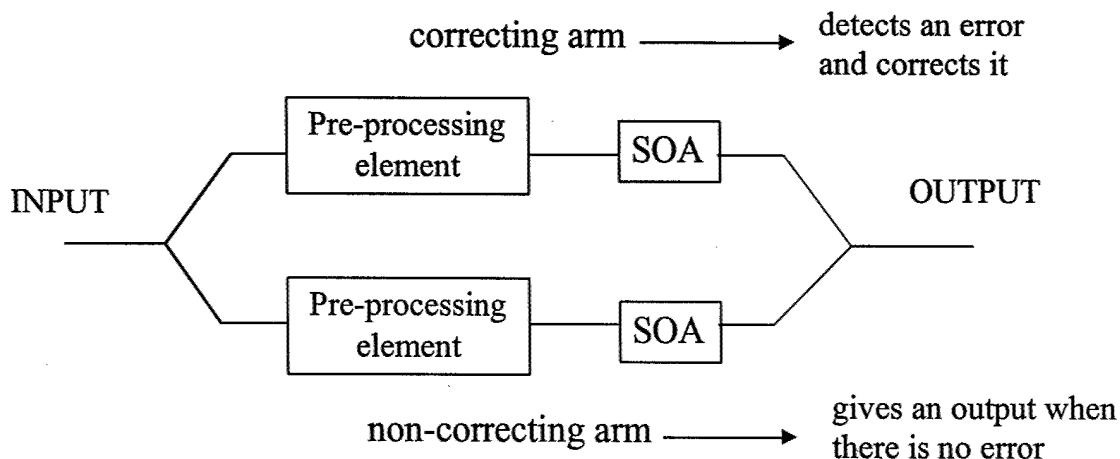 correcting arm
detects an error
and corrects it
Pre-processing
element
SOA
INPUT
OUTPUT
Pre-processing
element
SOA
non-correcting arm
gives an output when
there is no error